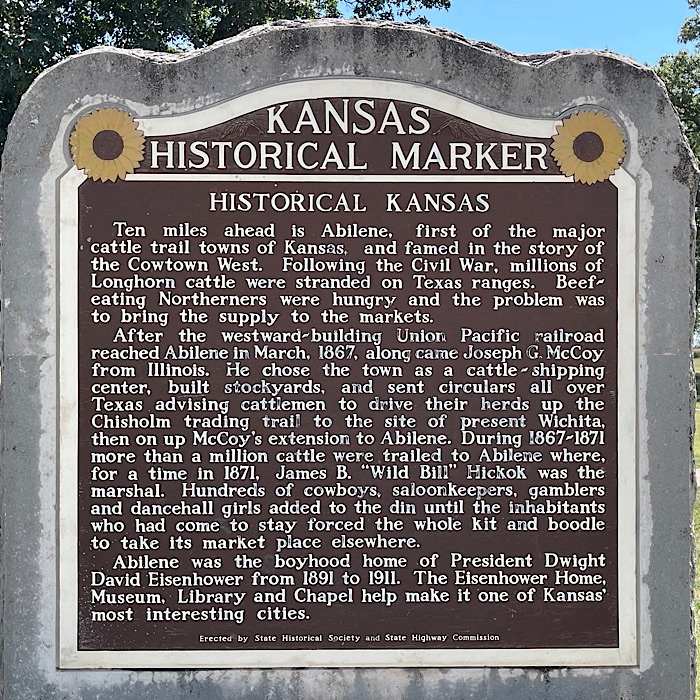 KANSAS
HISTORICAL MARKER
HISTORICAL KANSAS
Ten miles ahead is Abilene, first of the major
cattle trail towns of Kansas, and famed in the story of
the Cowtown West. Following the Civil War, millions of
Longhorn cattle were stranded on Texas ranges. Beef-
eating Northerners were hungry and the problem was
to bring the supply to the markets.
After the westward-building Union Pacific railroad
reached Abilene in March, 1867, along came Joseph G. McCoy
from Illinois. He chose the town as a cattle-shipping
center, built stockyards, and sent circulars all over
Texas advising cattlemen to drive their herds up the
Chisholm trading trail to the site of present Wichita,
then on up McCoy's extension to Abilene. During 1867-1871
more than a million cattle were trailed to Abilene where,
for a time in 1871, James B. "Wild Bill" Hickok was the
marshal. Hundreds of cowboys, saloonkeepers, gamblers
and dancehall girls added to the din until the inhabitants
who had come to stay forced the whole kit and boodle
to take its market place elsewhere.
Abilene was the boyhood home of President Dwight
David Eisenhower from 1891 to 1911. The Eisenhower Home,
Museum, Library and Chapel help make it one of Kansas'
most interesting cities.
Erected by State Historical Society and State Highway Commission